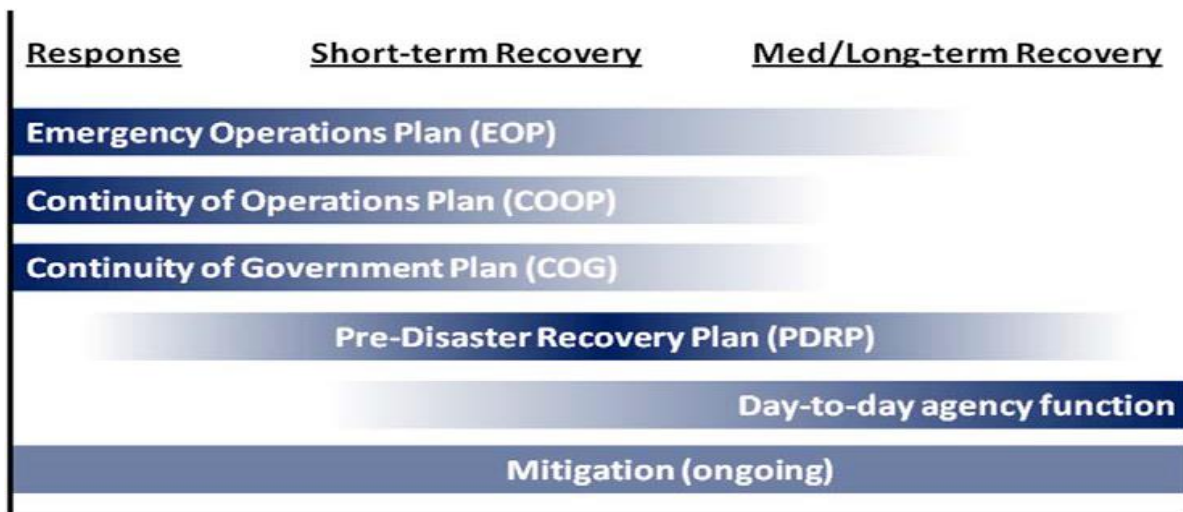 Response Short-term Recovery Med/Long-term Recovery
Emergency Operations Plan (EOP)
Continuity of Operations Plan (COOP)
Continuity of Government Plan (COG)
Pre-Disaster Recovery Plan (PDRP)
Day-to-day agency function
Mitigation (ongoing)